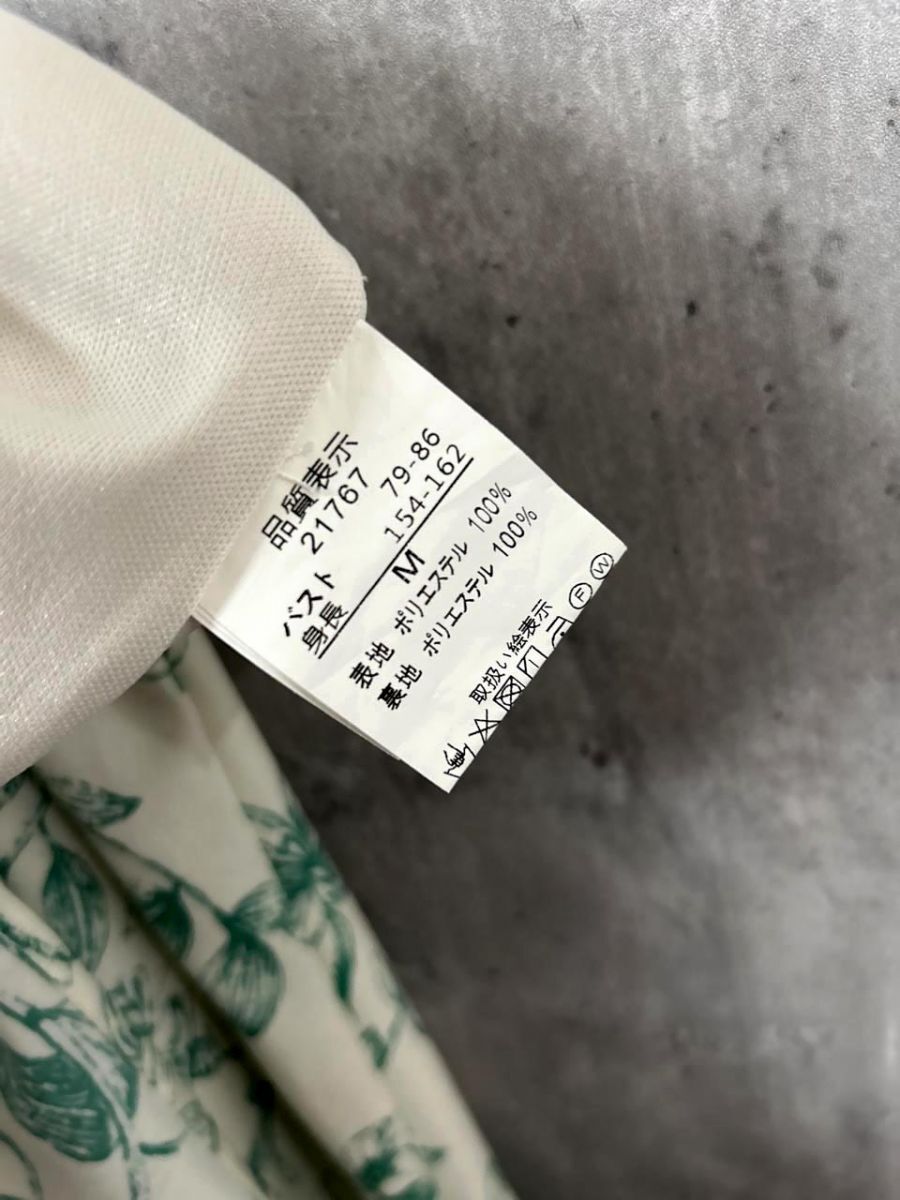 品質表示
21767
バスト 79-86
身長 154-162
M
表地 ポリエステル 100%
裏地 ポリエステル 100%
取扱い絵表示
F W